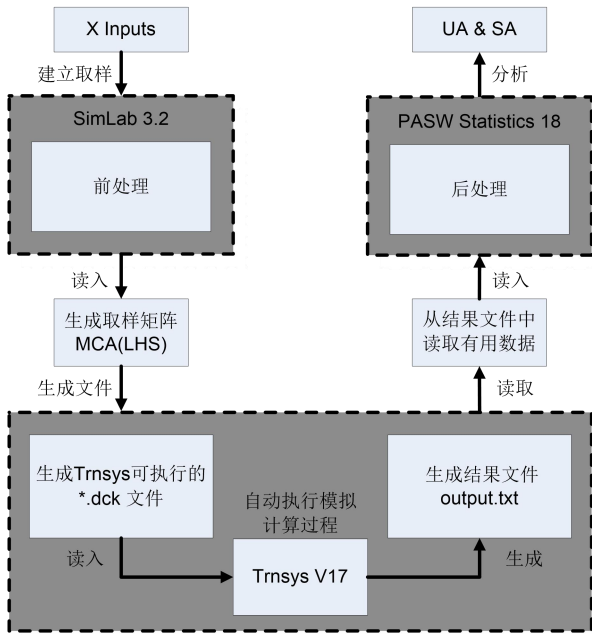 X Inputs
建立取样
SimLab 3.2
前处理
读入
生成取样矩阵
MCA(LHS)
生成文件
生成Trnsys可执行的
*.dck 文件
读入
自动执行模拟
计算过程
Trnsys V17
生成
生成结果文件
output.txt
读取
从结果文件中
读取有用数据
读入
PASW Statistics 18
后处理
分析
UA & SA